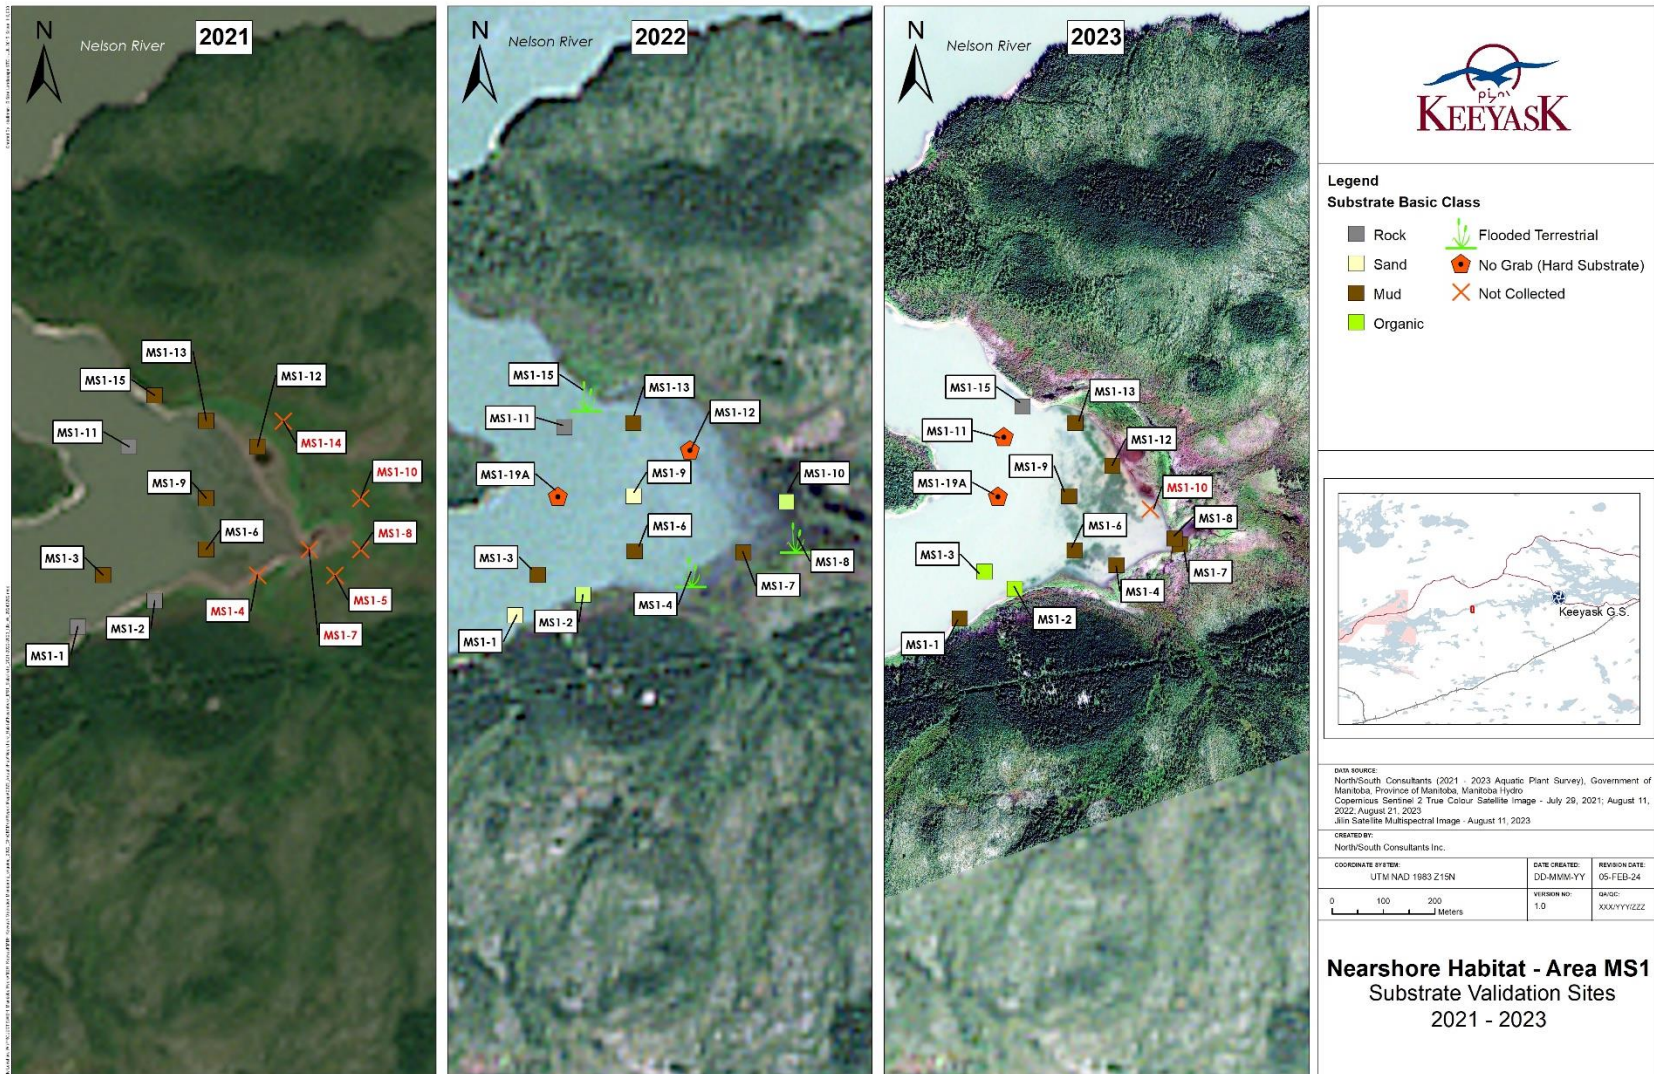 N
Nelson River
2021
MS1-13
MS1-15
MS1-12
MS1-11
MS1-14
MS1-10
MS1-9
MS1-8
MS1-6
MS1-3
MS1-4
MS1-5
MS1-2
MS1-7
MS1-1
N
Nelson River
2022
MS1-15
MS1-13
MS1-11
MS1-12
MS1-19A
MS1-9
MS1-10
MS1-6
MS1-3
MS1-8
MS1-7
MS1-4
MS1-2
MS1-1
N
Nelson River
2023
MS1-15
MS1-13
MS1-11
MS1-12
MS1-9
MS1-19A
MS1-10
MS1-8
MS1-6
MS1-3
MS1-7
MS1-4
MS1-2
MS1-1
KEEYASK
Legend
Substrate Basic Class
Rock
Sand
Mud
Organic
Flooded Terrestrial
No Grab (Hard Substrate)
Not Collected
Keeyask G.S.
DATA SOURCE:
North/South Consultants (2021 - 2023 Aquatic Plant Survey), Government of
Manitoba, Province of Manitoba, Manitoba Hydro
Copernicus Sentinel 2 True Colour Satellite Image - July 29, 2021; August 11,
2022; August 21, 2023
Jilin Satellite Multispectral Image - August 11, 2023
CREATED BY:
North/South Consultants Inc.
COORDINATE SYSTEM:
UTM NAD 1983 Z15N
DATE CREATED:
DD-MMM-YY
REVISION DATE:
05-FEB-24
0 100 200
Meters
VERSION NO:
1.0
QA/QC:
XXX/YYY/ZZZ
Nearshore Habitat - Area MS1
Substrate Validation Sites
2021 - 2023